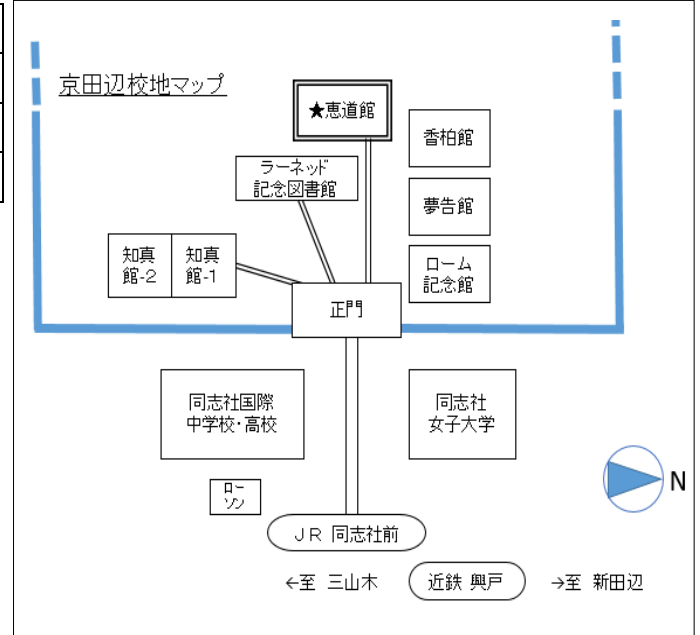 京田辺校地マップ
★恵道館
香柏館
ラーネッド
記念図書館
夢告館
知真
館-2
知真
館-1
ローム
記念館
正門
同志社国際
中学校・高校
同志社
女子大学
N
ロー
ソン
ＪＲ 同志社前
←至 三山木
近鉄 興戸
→至 新田辺